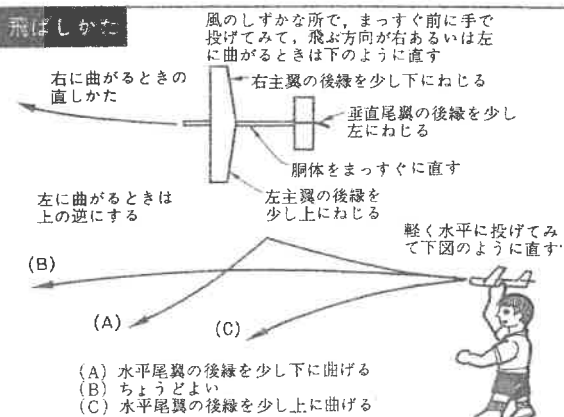 飛ばしかた
風のしずかな所で，まっすぐ前に手で
投げてみて，飛ぶ方向が右あるいは左
に曲がるときは下のように直す
右に曲がるときの
直しかた
右主翼の後縁を少し下にねじる
垂直尾翼の後縁を少し
左にねじる
胴体をまっすぐに直す
左主翼の後縁を
少し上にねじる
左に曲がるときは
上の逆にする
軽く水平に投げてみ
て下図のように直す
(B)
(A)
(C)
(A) 水平尾翼の後縁を少し下に曲げる
(B) ちょうどよい
(C) 水平尾翼の後縁を少し上に曲げる